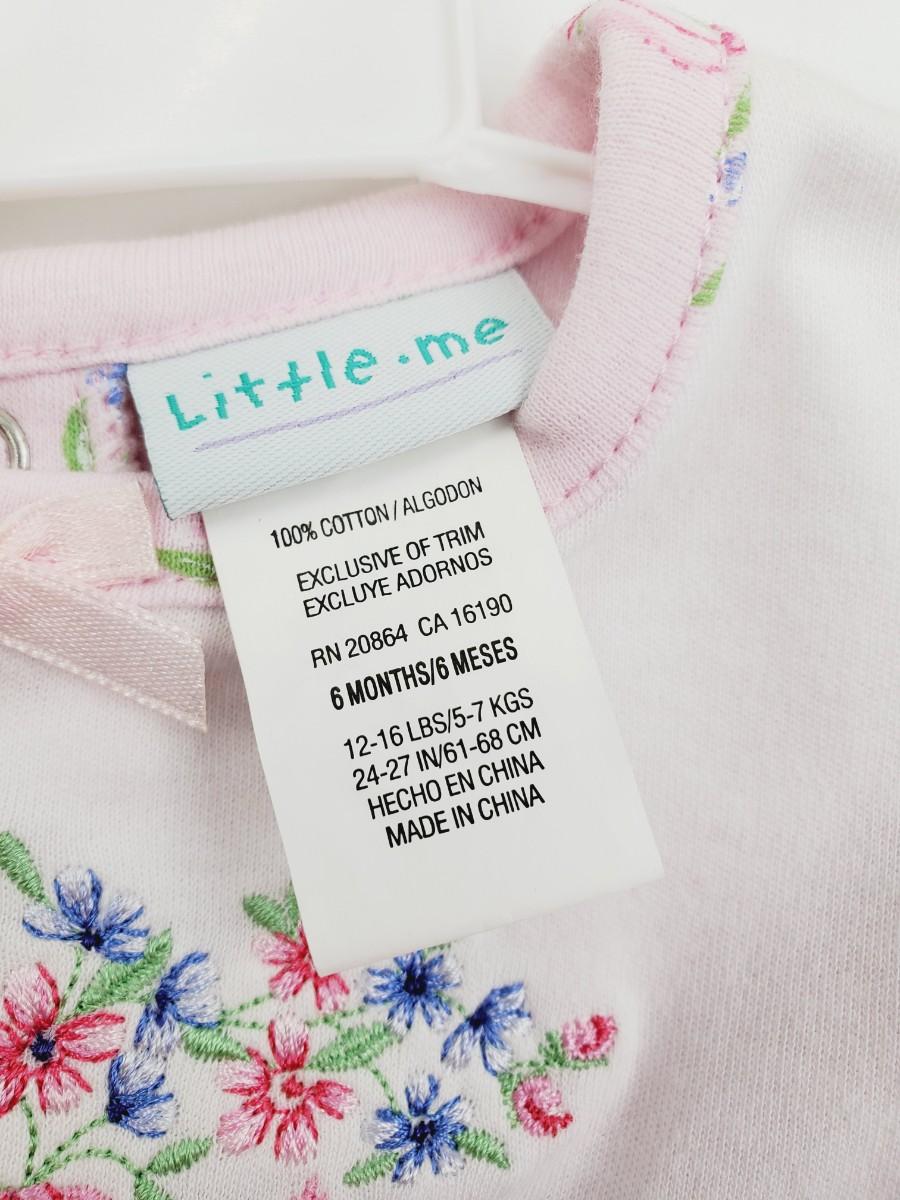 Little me
100% COTTON / ALGODON
EXCLUSIVE OF TRIM
EXCLUYE ADORNOS
RN 20864 CA 16190
6 MONTHS/6 MESES
12-16 LBS/5-7 KGS
24-27 IN/61-68 CM
HECHO EN CHINA
MADE IN CHINA